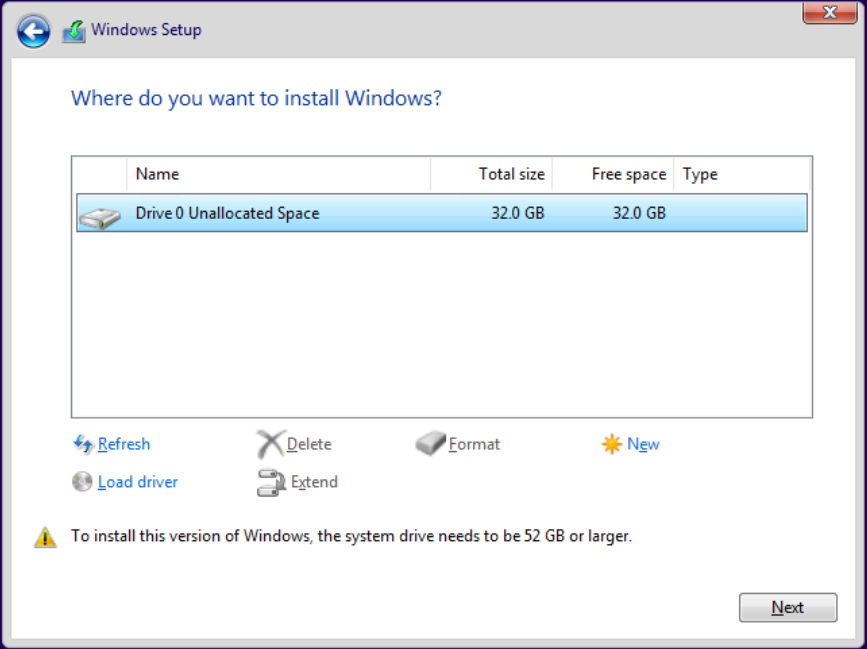 Windows Setup
Where do you want to install Windows?
Name Total size Free space Type
Drive 0 Unallocated Space 32.0 GB 32.0 GB
Refresh Delete Format New
Load driver Extend
To install this version of Windows, the system drive needs to be 52 GB or larger.
Next